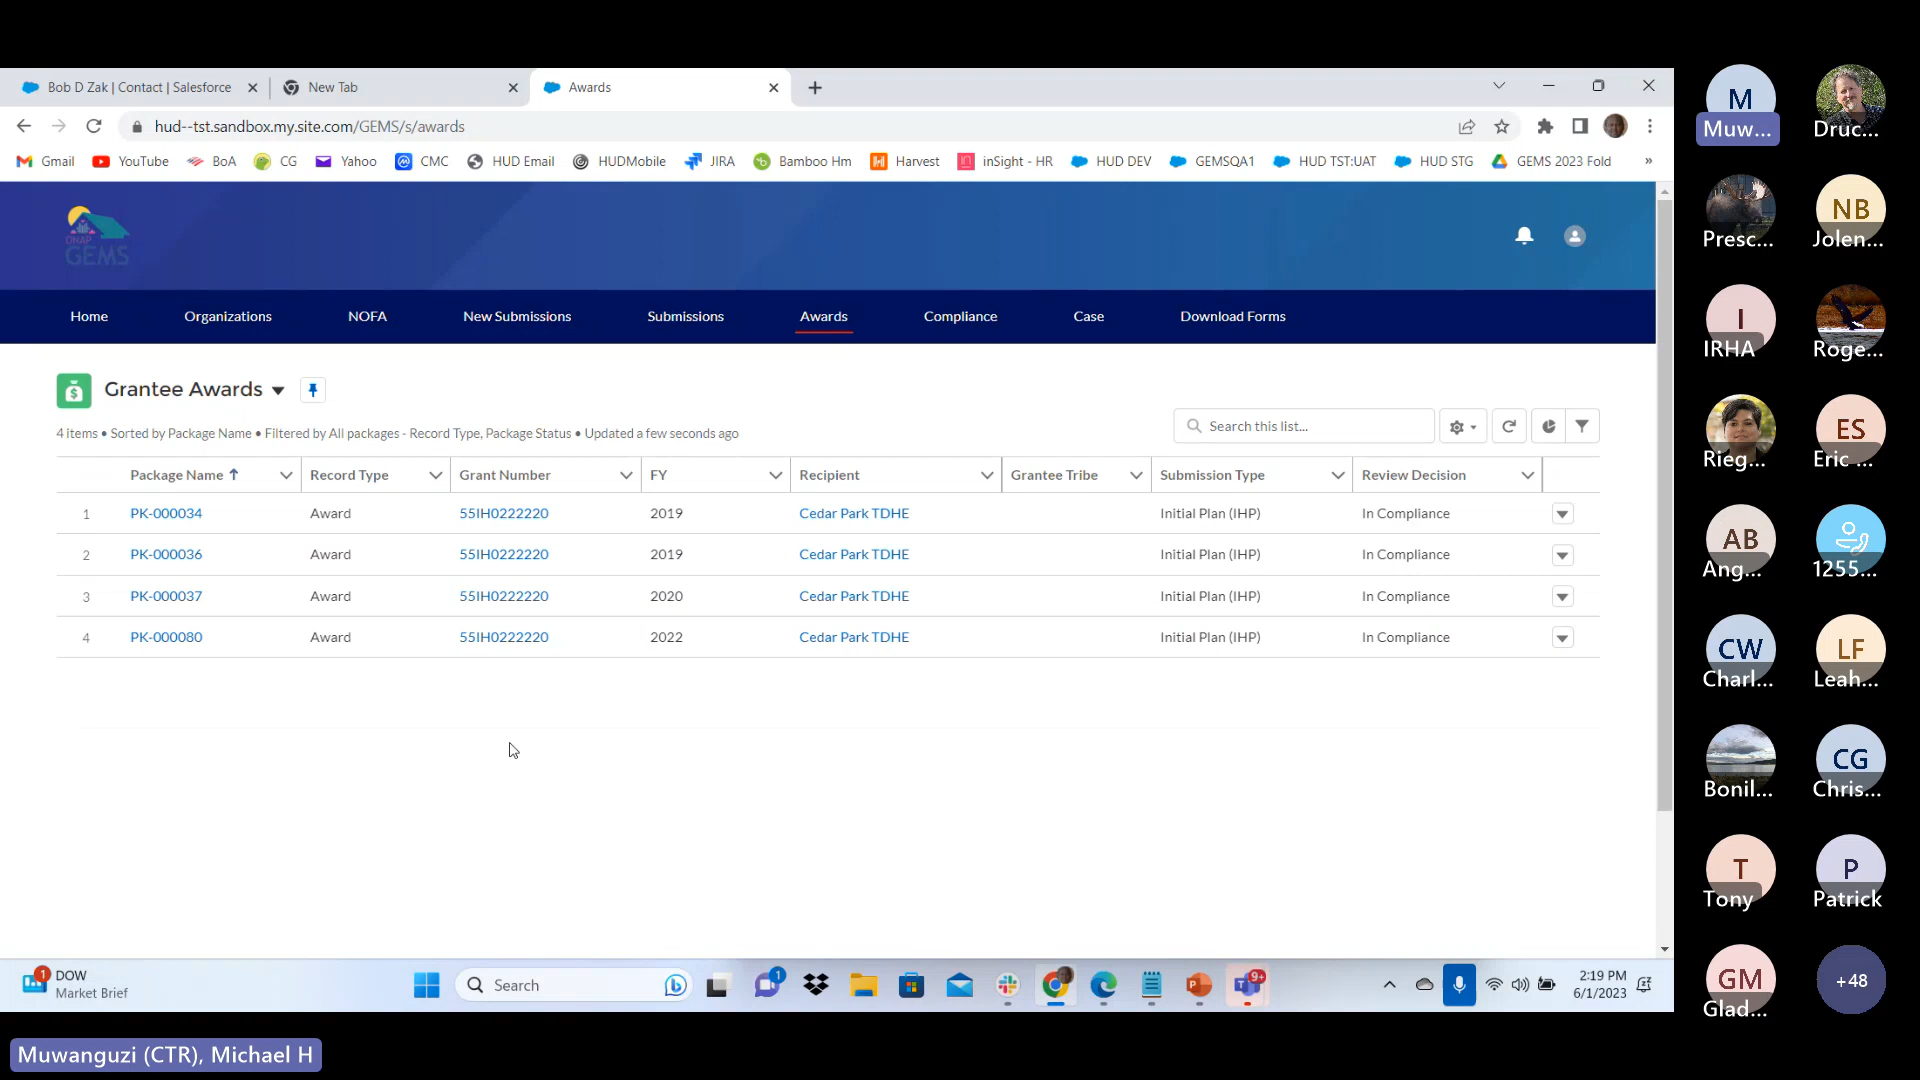 Bob D Zak | Contact | Salesforce
New Tab
Awards
hud--tst.sandbox.my.site.com/GEMS/s/awards
Gmail YouTube BoA CG Yahoo CMC HUD Email HUDMobile JIRA Bamboo Hm Harvest inSight - HR HUD DEV GEMSQA1 HUD TST:UAT HUD STG GEMS 2023 Fold »
ONAP
GEMS
Home Organizations NOFA New Submissions Submissions Awards Compliance Case Download Forms
Grantee Awards
4 items • Sorted by Package Name • Filtered by All packages - Record Type, Package Status • Updated a few seconds ago
Search this list...
Package Name Record Type Grant Number FY Recipient Grantee Tribe Submission Type Review Decision
1 PK-000034 Award 55IH0222220 2019 Cedar Park TDHE Initial Plan (IHP) In Compliance
2 PK-000036 Award 55IH0222220 2019 Cedar Park TDHE Initial Plan (IHP) In Compliance
3 PK-000037 Award 55IH0222220 2020 Cedar Park TDHE Initial Plan (IHP) In Compliance
4 PK-000080 Award 55IH0222220 2022 Cedar Park TDHE Initial Plan (IHP) In Compliance
1
DOW
Market Brief
Search
1
9+
2:19 PM
6/1/2023
M
Muw...
Druc...
Presc...
NB
Jolen...
I
IRHA
Roge...
Rieg...
ES
Eric ...
AB
Ang...
1255...
CW
Charl...
LF
Leah...
Bonil...
CG
Chris...
T
Tony
P
Patrick
GM
Glad...
+48
Muwanguzi (CTR), Michael H